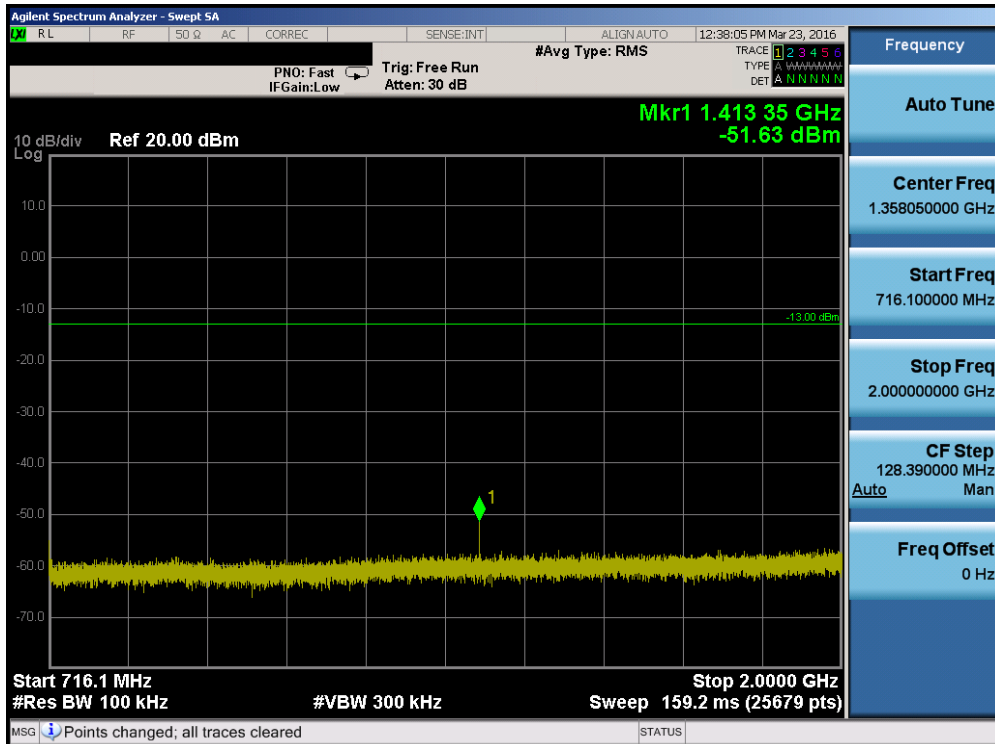 Agilent Spectrum Analyzer - Swept SA
LXI RL RF 50 Ω AC CORREC SENSE:INT ALIGN AUTO 12:38:05 PM Mar 23, 2016
#Avg Type: RMS TRACE 1 2 3 4 5 6
PNO: Fast Trig: Free Run TYPE A WWWWW
IFGain:Low Atten: 30 dB DET A N N N N N
Mkr1 1.413 35 GHz
-51.63 dBm
10 dB/div Ref 20.00 dBm
Log
10.0
0.00
-10.0
-13.00 dBm
-20.0
-30.0
-40.0
1
-50.0
-60.0
-70.0
Start 716.1 MHz Stop 2.0000 GHz
#Res BW 100 kHz #VBW 300 kHz Sweep 159.2 ms (25679 pts)
MSG Points changed; all traces cleared STATUS
Frequency
Auto Tune
Center Freq
1.358050000 GHz
Start Freq
716.100000 MHz
Stop Freq
2.000000000 GHz
CF Step
128.390000 MHz
Auto Man
Freq Offset
0 Hz